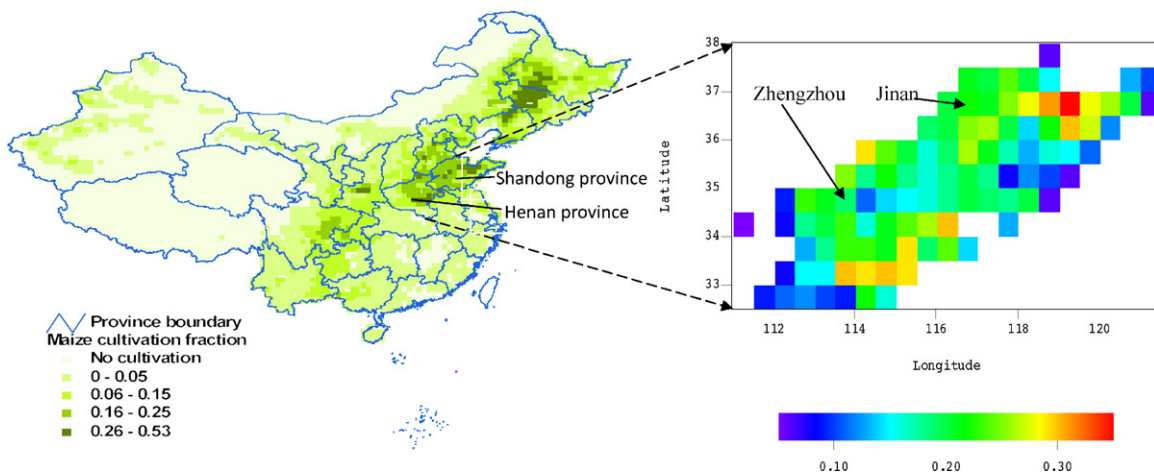 Shandong province
Henan province
Province boundary
Maize cultivation fraction
No cultivation
0 - 0.05
0.06 - 0.15
0.16 - 0.25
0.26 - 0.53
38
37
36
35
34
33
Latitude
Zhengzhou
Jinan
112
114
116
118
120
Longitude
0.10
0.20
0.30